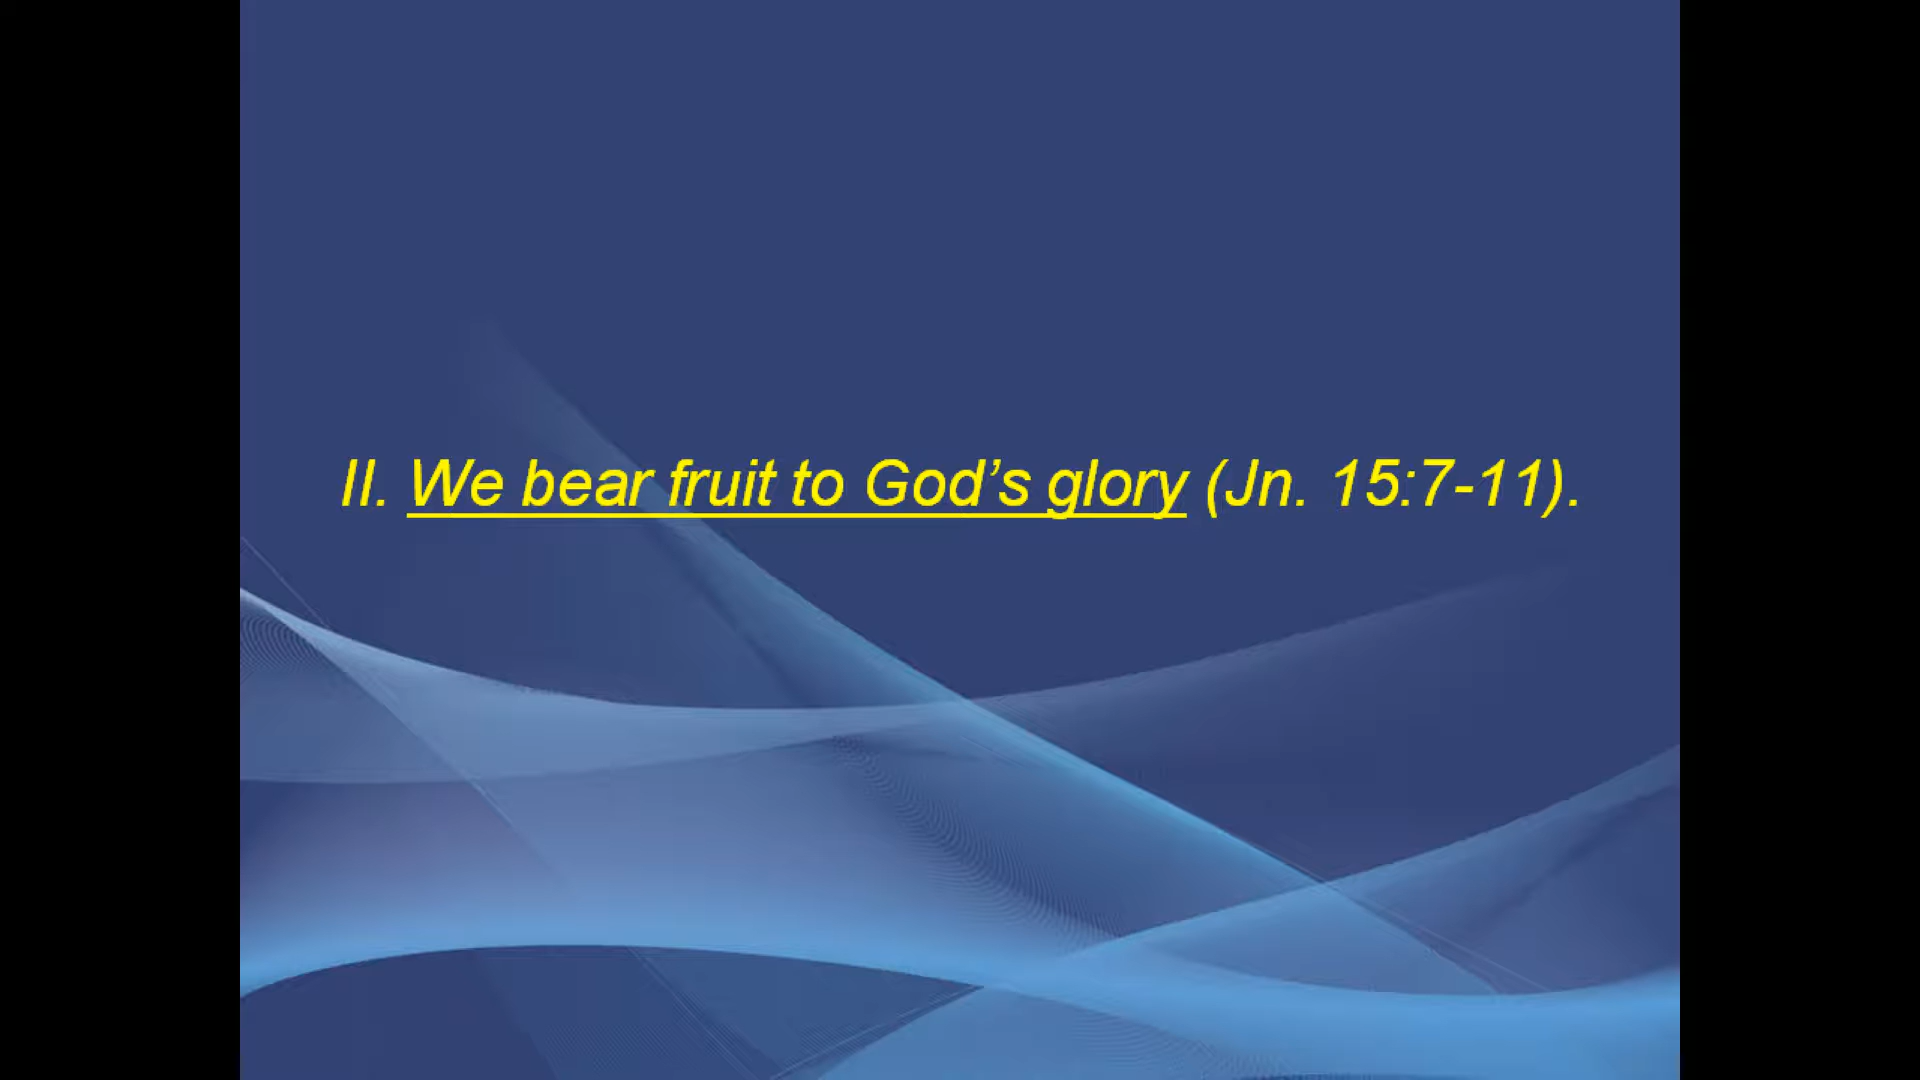 II. We bear fruit to God’s glory (Jn. 15:7-11).